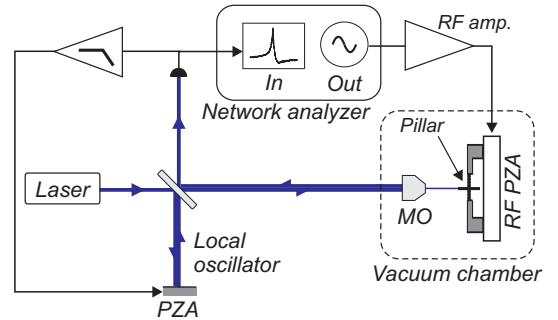 RF amp.
In
Out
Network analyzer
Pillar
Laser
MO
RF PZA
Local
oscillator
PZA
Vacuum chamber